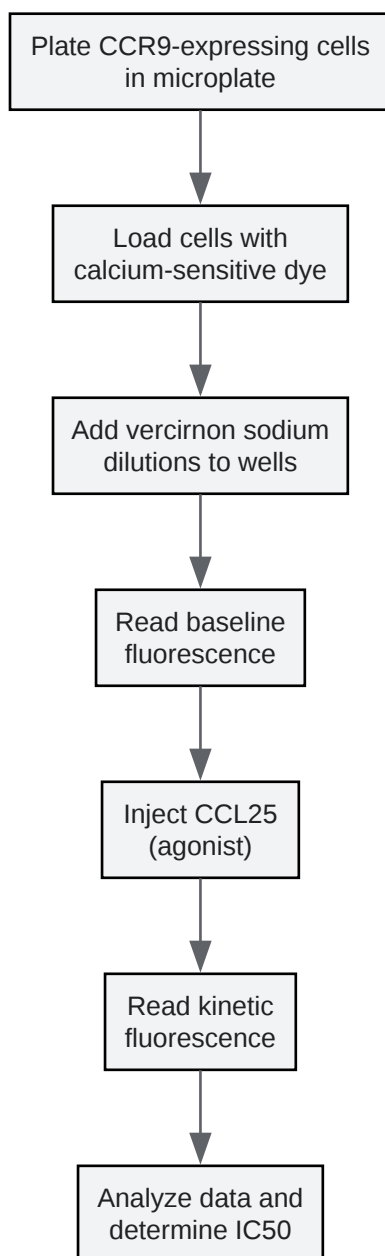 Plate CCR9-expressing cells
in microplate
Load cells with
calcium-sensitive dye
Add vercirnon sodium
dilutions to wells
Read baseline
fluorescence
Inject CCL25
(agonist)
Read kinetic
fluorescence
Analyze data and
determine IC50